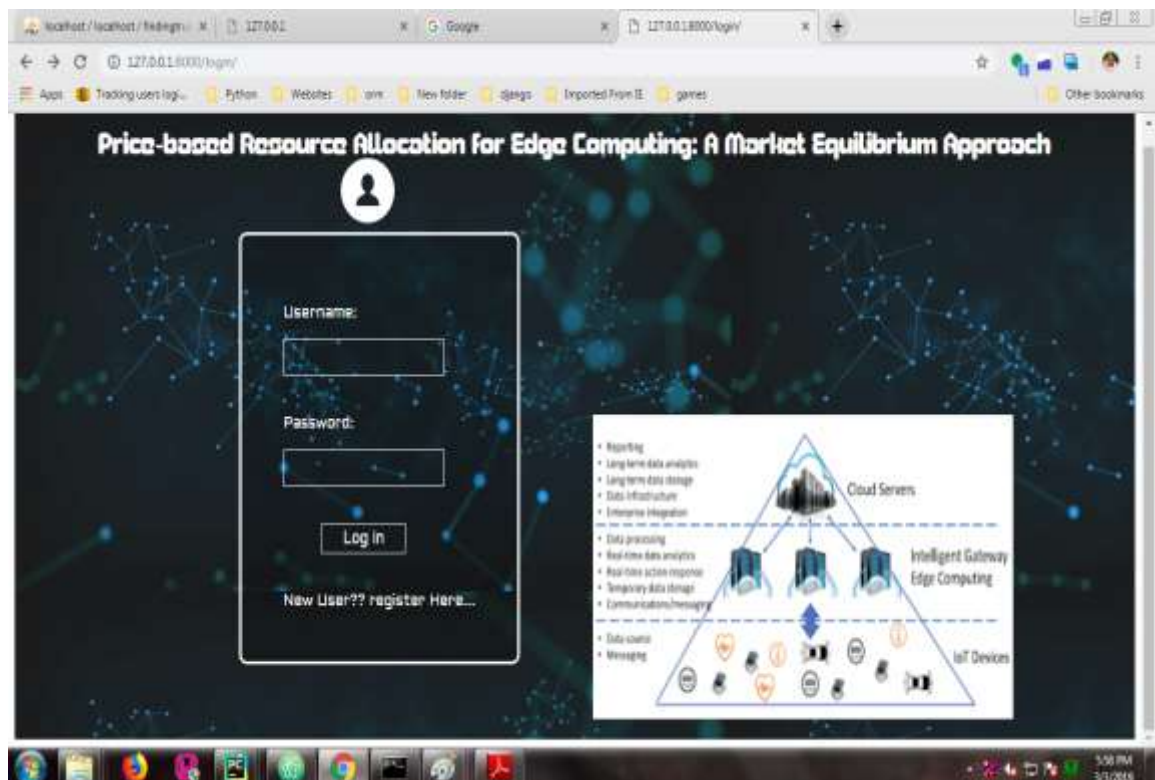 localhost / localhost /
127.0.0.1
Google
127.0.0.1:8000/login/
127.0.0.1:8000/login/
Apps
Tracking users logi...
Python
Websites
orm
New folder
django
Imported From IE
games
Other bookmarks
Price-based Resource Allocation for Edge Computing: A Market Equilibrium Approach
Username:
Password:
Log in
New User?? register Here...
• Reporting
• Long-term data analytics
• Long-term data storage
• Data infrastructure
• Enterprise integration
Cloud Servers
• Data processing
• Real-time data analytics
• Real-time action response
• Temporary data storage
• Communications/messaging
Intelligent Gateway
Edge Computing
• Data source
• Messaging
IoT Devices
PC
5:58 PM